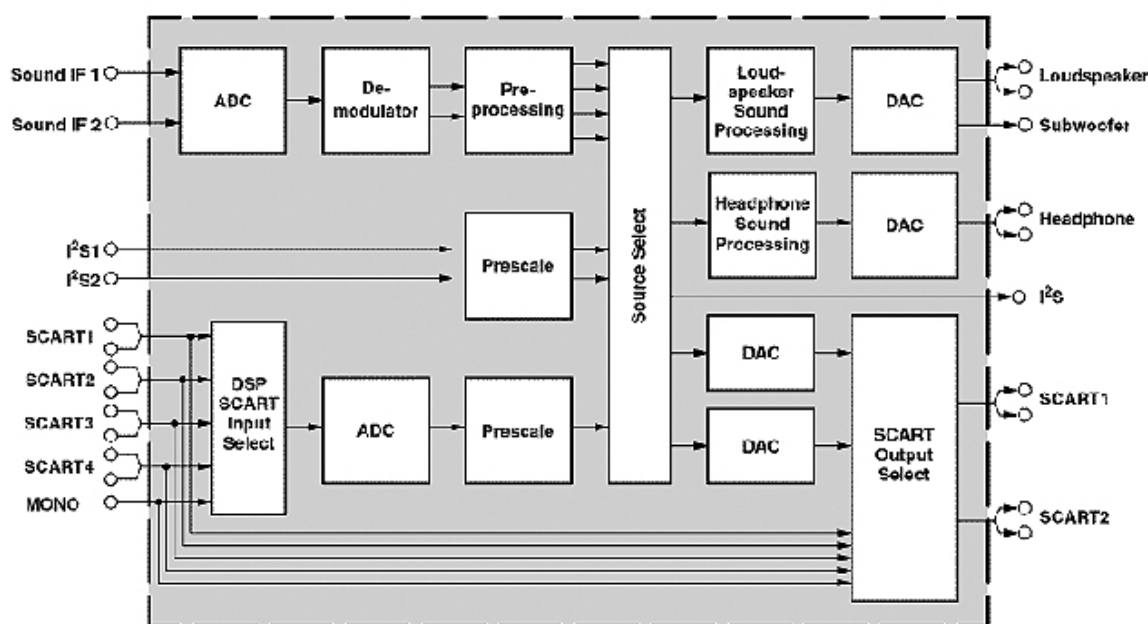 Sound IF 1
Sound IF 2
ADC
De-
modulator
Pre-
processing
Source Select
Loud-
speaker
Sound
Processing
DAC
Loudspeaker
Subwoofer
Headphone
Sound
Processing
DAC
Headphone
I²S1
I²S2
Prescale
I²S
SCART1
SCART2
SCART3
SCART4
MONO
DSP
SCART
Input
Select
ADC
Prescale
DAC
DAC
SCART
Output
Select
SCART1
SCART2